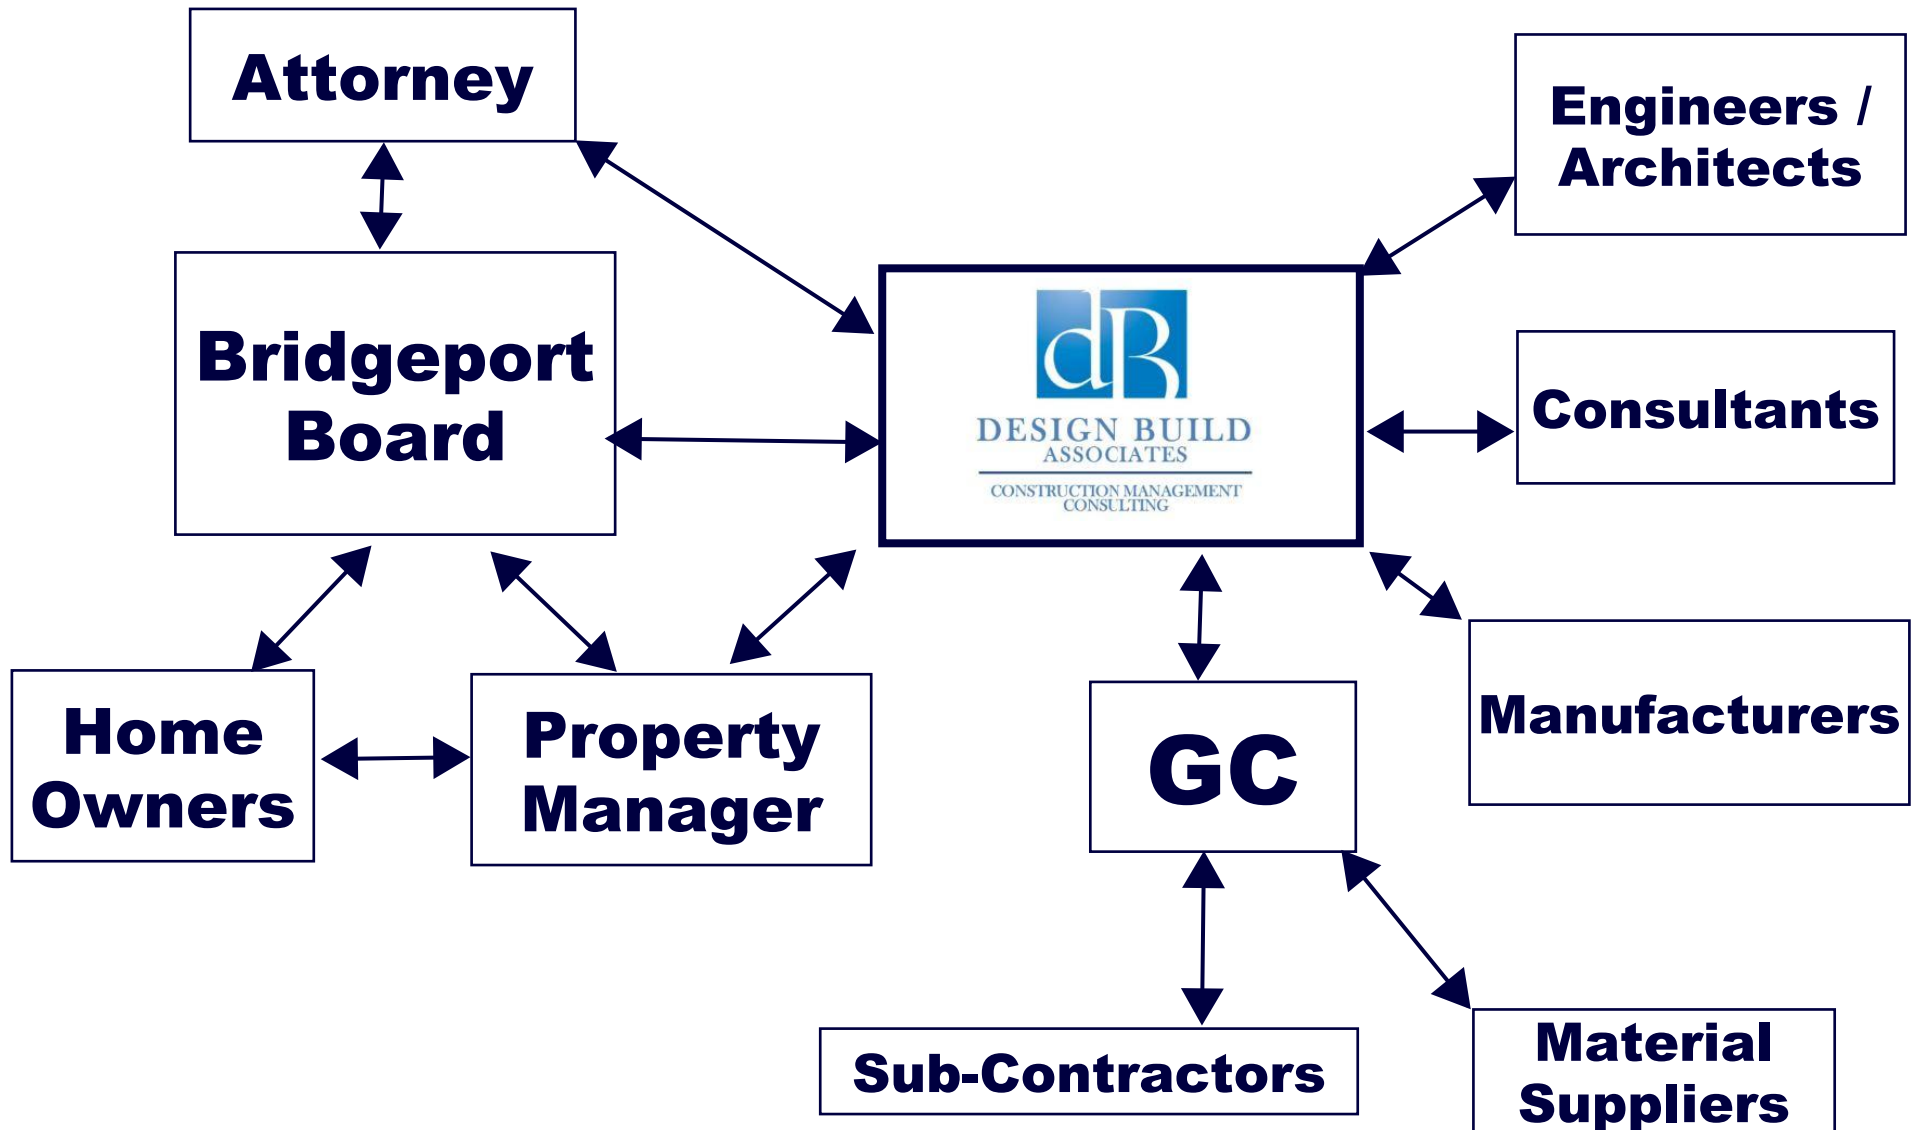 Attorney
Engineers /
Architects
Bridgeport
Board
dB
DESIGN BUILD
ASSOCIATES
CONSTRUCTION MANAGEMENT
CONSULTING
Consultants
Home
Owners
Property
Manager
GC
Manufacturers
Sub-Contractors
Material
Suppliers